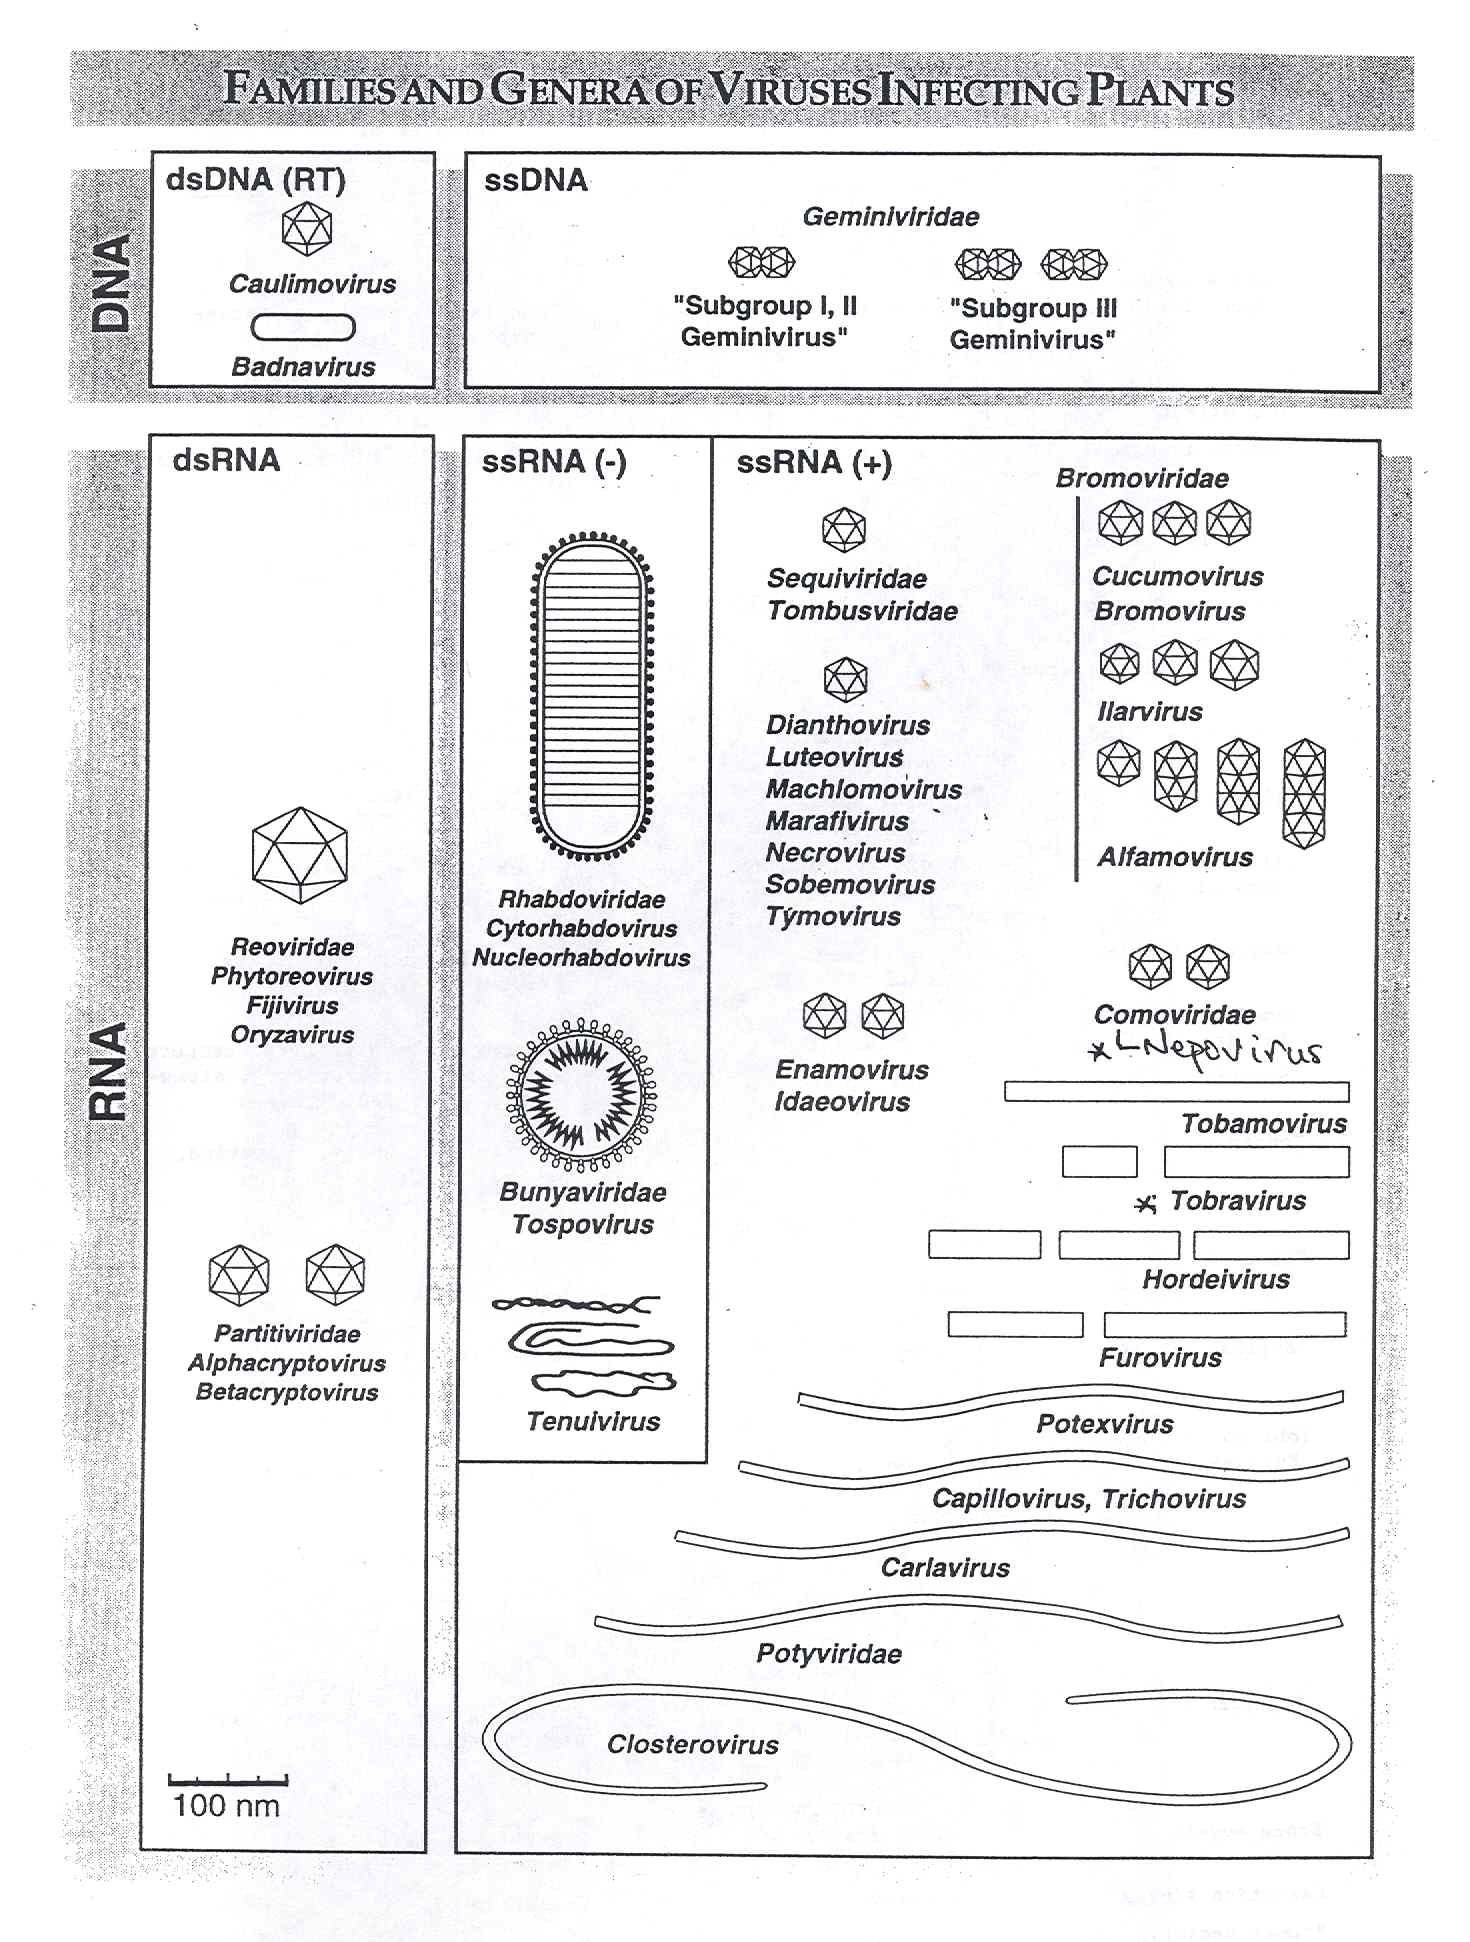 FAMILIES AND GENERA OF VIRUSES INFECTING PLANTS
DNA
dsDNA (RT)
Caulimovirus
Badnavirus
ssDNA
Geminiviridae
"Subgroup I, II
Geminivirus"
"Subgroup III
Geminivirus"
RNA
dsRNA
Reoviridae
Phytoreovirus
Fijivirus
Oryzavirus
Partitiviridae
Alphacryptovirus
Betacryptovirus
100 nm
ssRNA (-)
Rhabdoviridae
Cytorhabdovirus
Nucleorhabdovirus
Bunyaviridae
Tospovirus
Tenuivirus
ssRNA (+)
Sequiviridae
Tombusviridae
Dianthovirus
Luteovirus
Machlomovirus
Marafivirus
Necrovirus
Sobemovirus
Tymovirus
Enamovirus
Idaeovirus
Bromoviridae
Cucumovirus
Bromovirus
Ilarvirus
Alfamovirus
Comoviridae
* Nepovirus
Tobamovirus
* Tobravirus
Hordeivirus
Furovirus
Potexvirus
Capillovirus, Trichovirus
Carlavirus
Potyviridae
Closterovirus